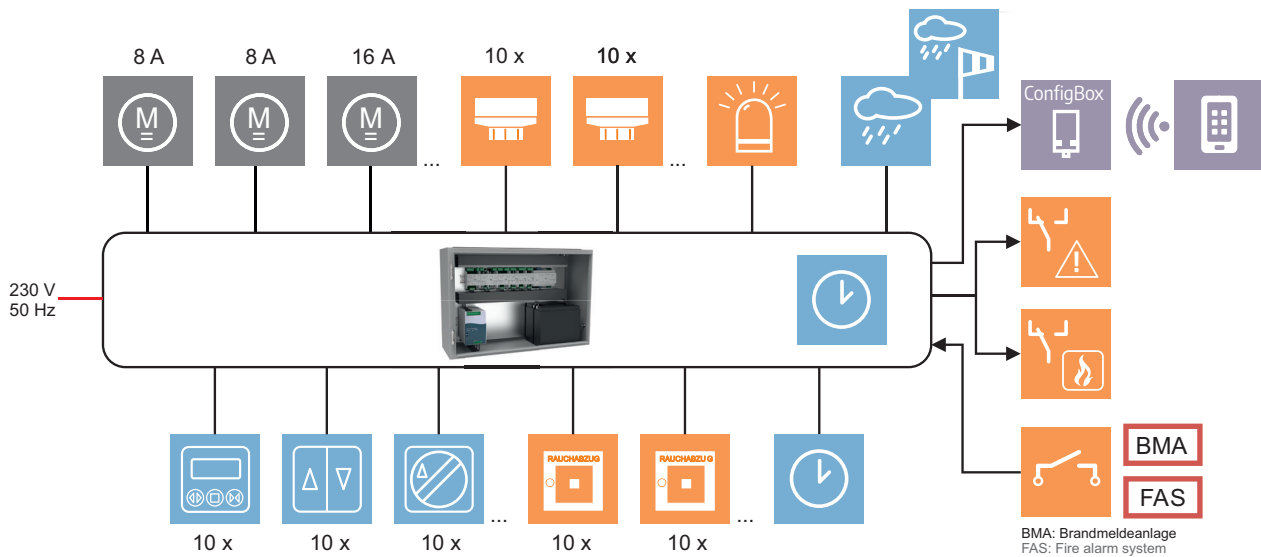 8 A
8 A
16 A
10 x
10 x
...
...
M
M
M
ConfigBox
230 V
50 Hz
RAUCHABZUG
RAUCHABZU G
...
...
10 x
10 x
10 x
10 x
10 x
BMA
FAS
BMA: Brandmeldeanlage
FAS: Fire alarm system